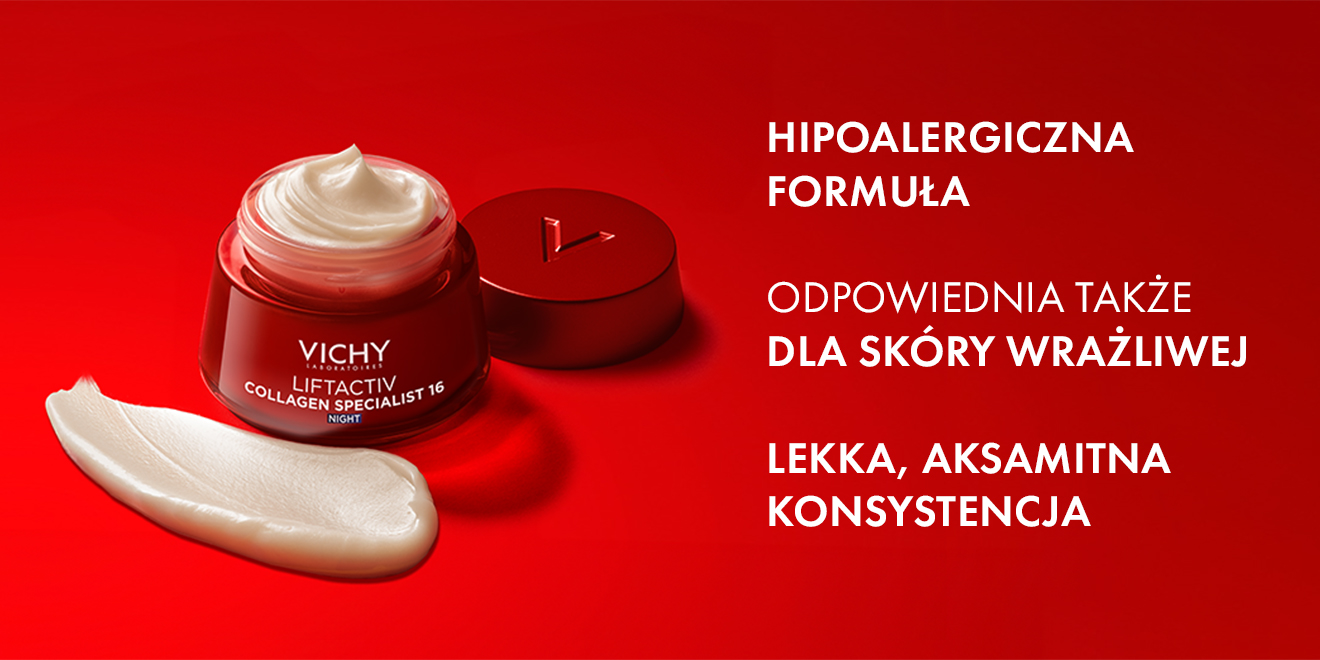 VICHY
LABORATOIRES
LIFTACTIV
COLLAGEN SPECIALIST 16
NIGHT
HIPOALERGICZNA
FORMUŁA
ODPOWIEDNIA TAKŻE
DLA SKÓRY WRAŻLIWEJ
LEKKA, AKSAMITNA
KONSYSTENCJA